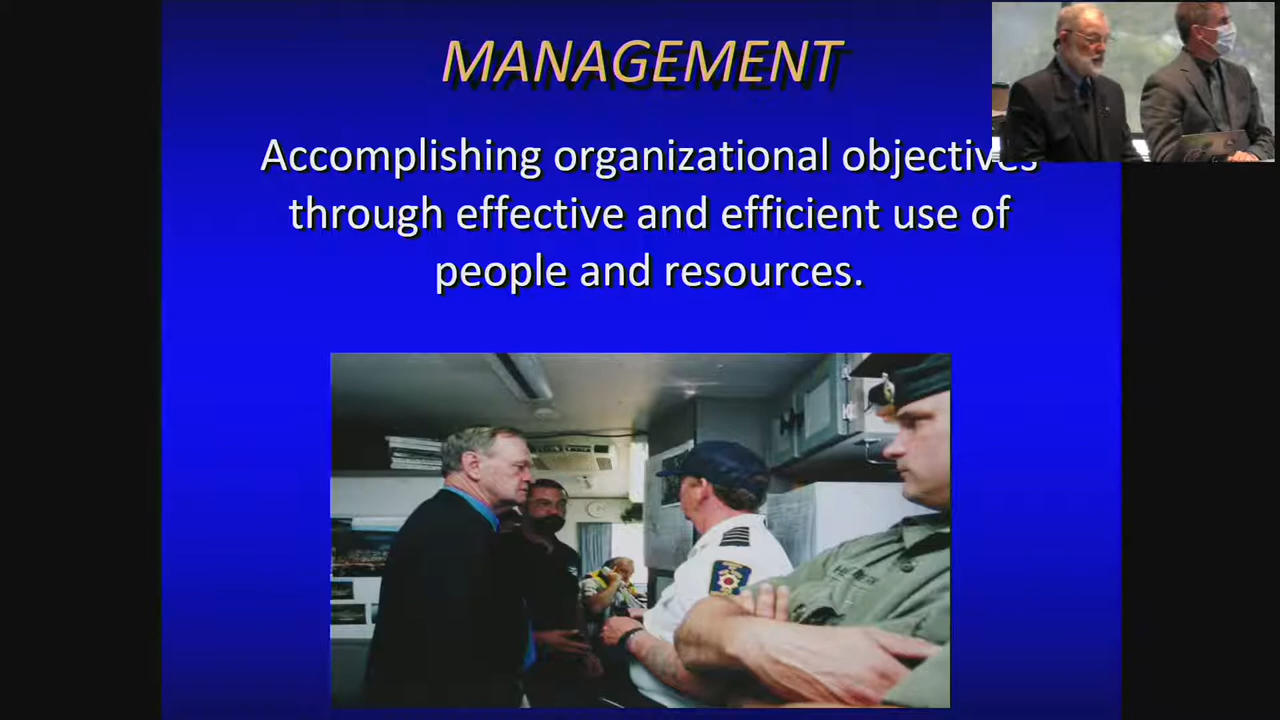 MANAGEMENT
Accomplishing organizational objectives
through effective and efficient use of
people and resources.